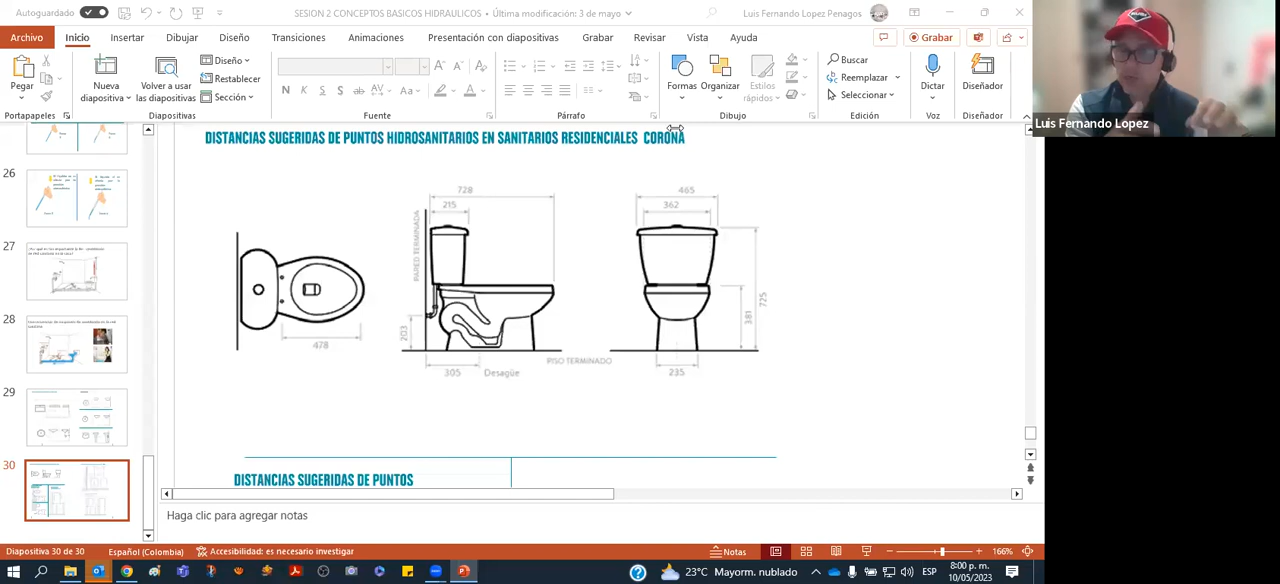 Autoguardado
SESION 2 CONCEPTOS BASICOS HIDRAULICOS • Última modificación: 3 de mayo
Luis Fernando Lopez Penagos
Archivo Inicio Insertar Dibujar Diseño Transiciones Animaciones Presentación con diapositivas Grabar Revisar Vista Ayuda
Grabar
Pegar
Nueva diapositiva
Volver a usar las diapositivas
Diseño
Restablecer
Sección
N K S S ab AV Aa A
Formas
Organizar
Estilos rápidos
Buscar
Reemplazar
Seleccionar
Dictar
Diseñador
Portapapeles Diapositivas Fuente Párrafo Dibujo Edición Voz Diseñador
Luis Fernando Lopez
26
27
28
29
30
DISTANCIAS SUGERIDAS DE PUNTOS HIDROSANITARIOS EN SANITARIOS RESIDENCIALES CORONA
728
215
PARED TERMINADA
203
305
Desagüe
478
PISO TERMINADO
465
362
381
725
235
DISTANCIAS SUGERIDAS DE PUNTOS
Haga clic para agregar notas
Diapositiva 30 de 30
Español (Colombia)
Accesibilidad: es necesario investigar
Notas
166%
23°C Mayorm. nublado
ESP
8:00 p. m.
10/05/2023